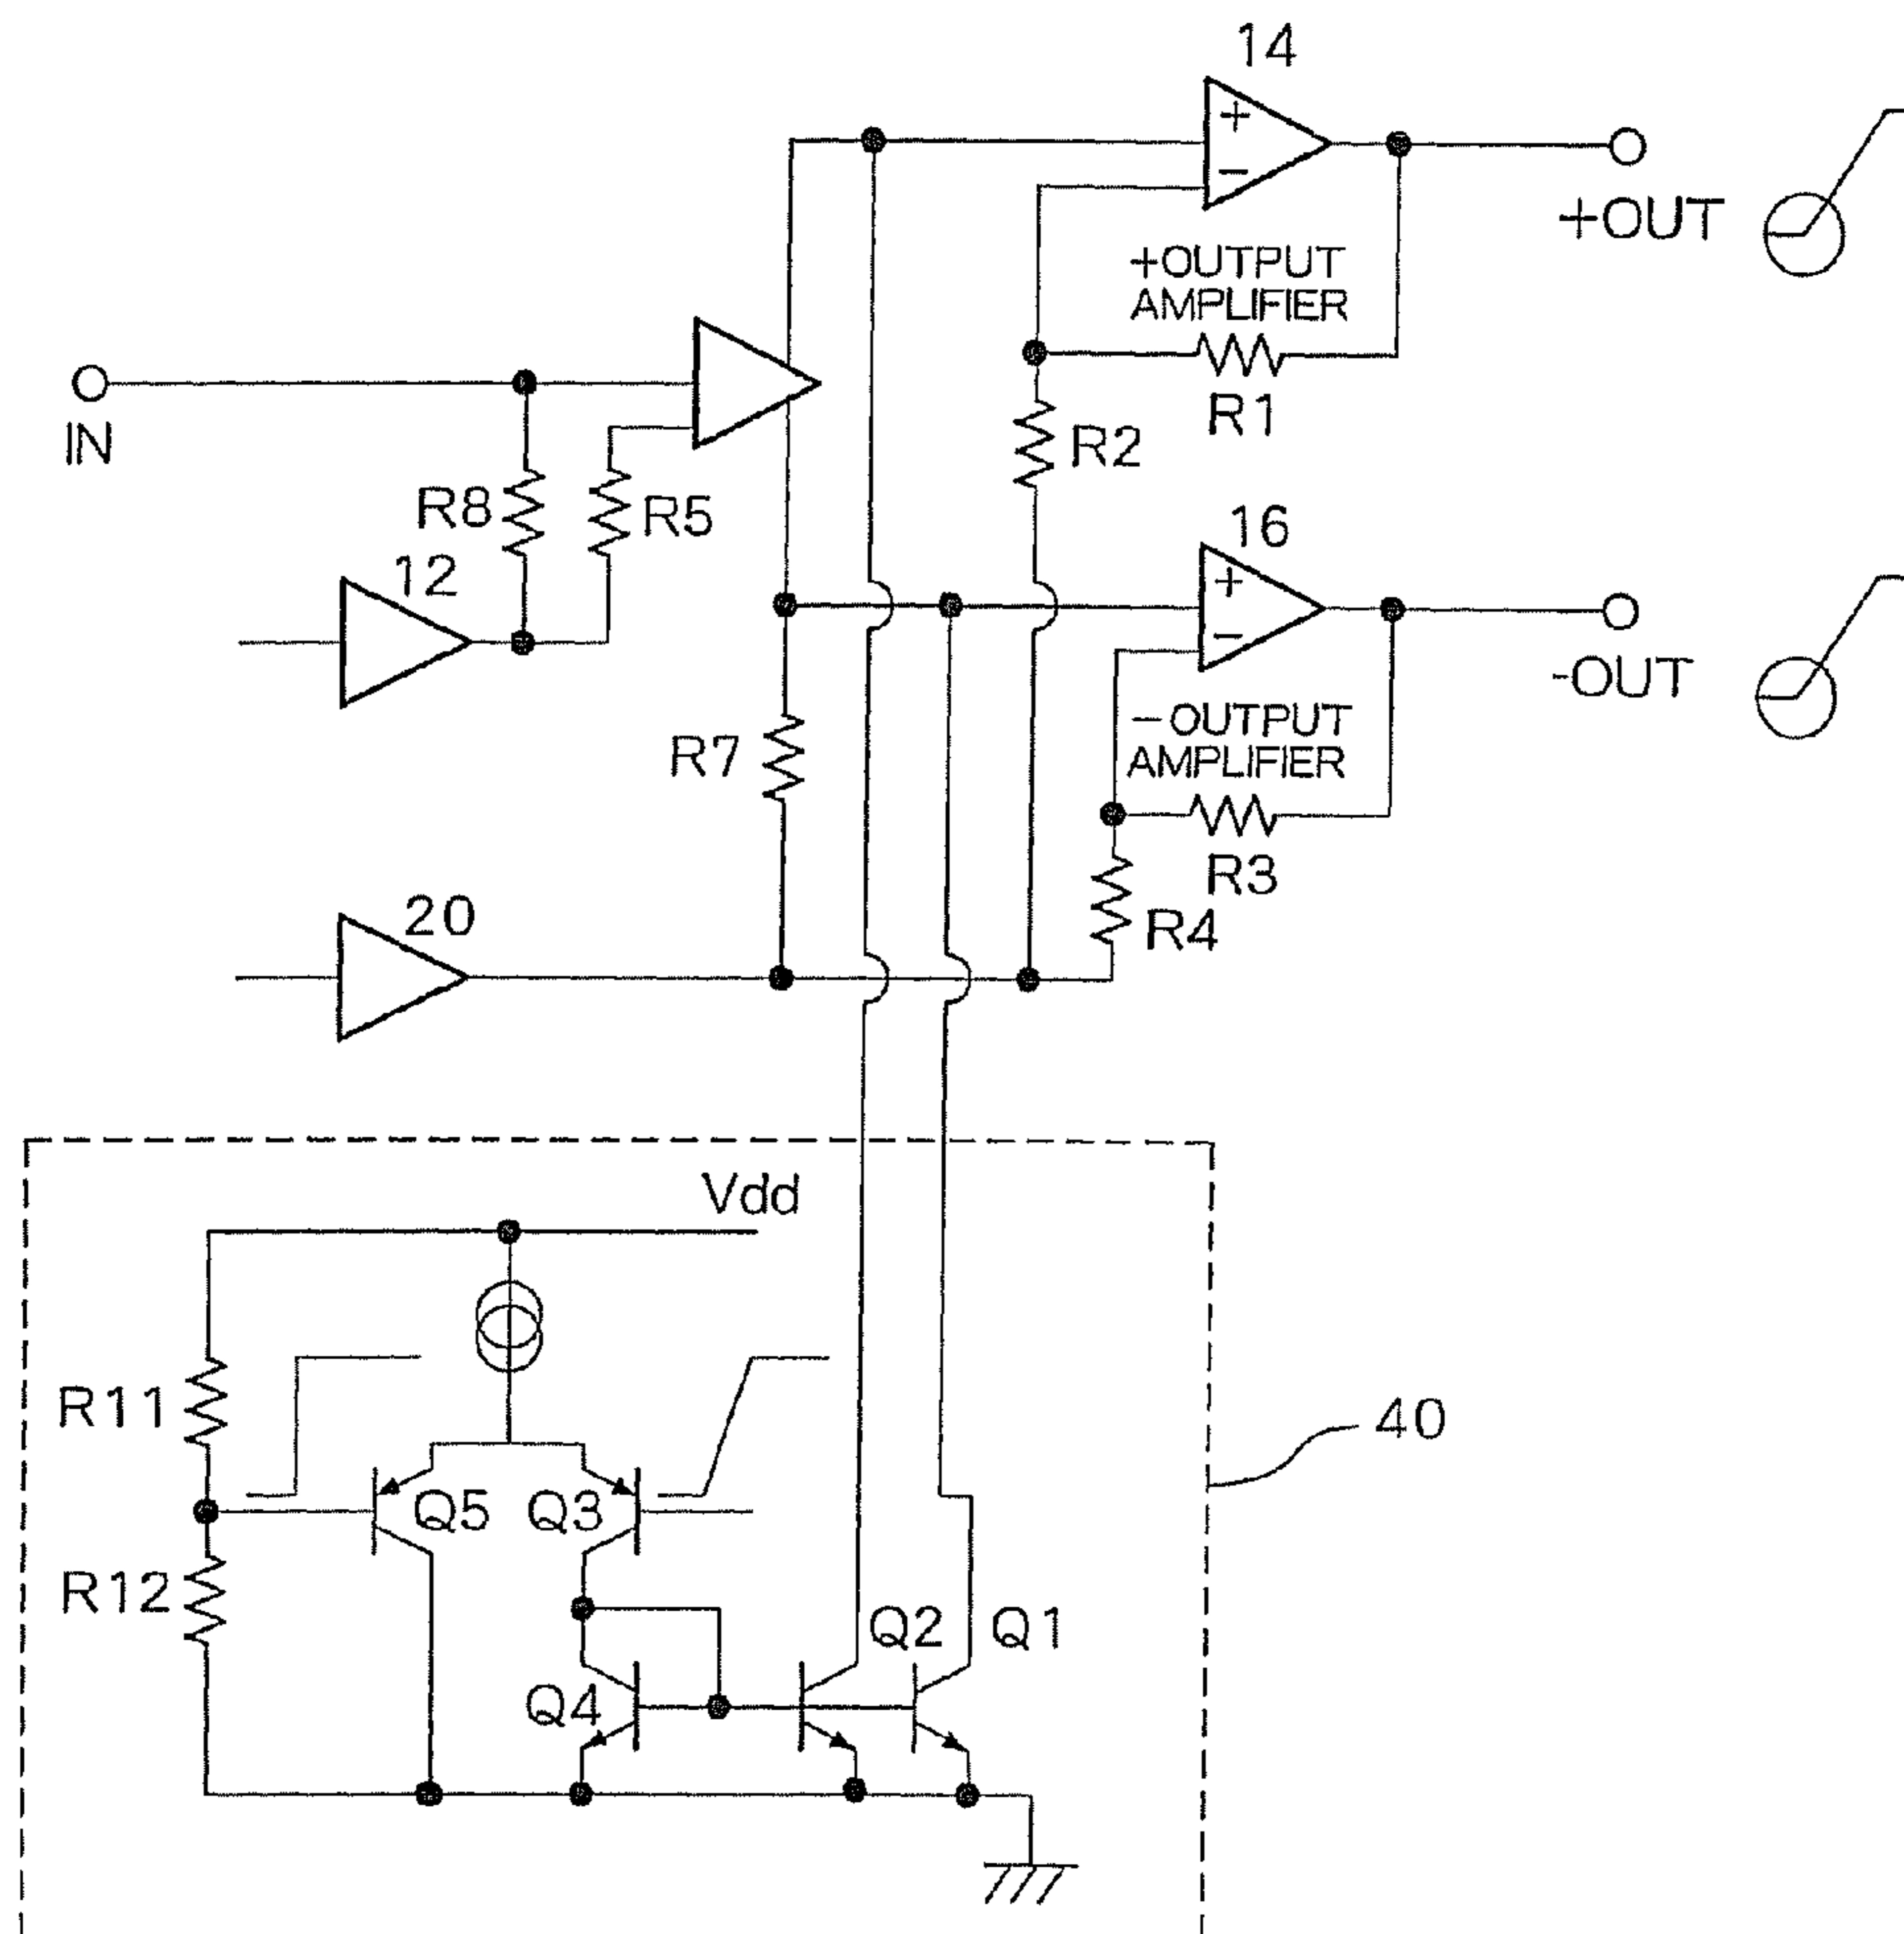 14
+
−
+OUT
+OUTPUT
AMPLIFIER
R1
IN
R2
R8
R5
12
16
+
−
-OUT
−OUTPUT
AMPLIFIER
R7
R3
R4
20
Vdd
R11
40
Q5
Q3
R12
Q2
Q1
Q4